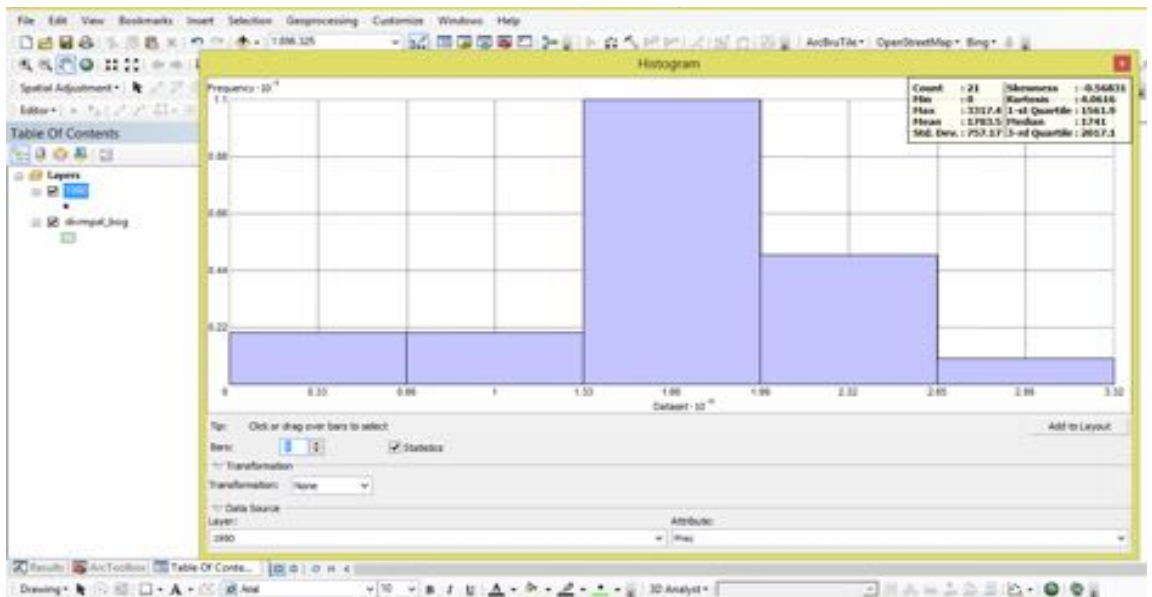 File Edit View Bookmarks Insert Selection Geoprocessing Customize Windows Help
ArcBruTile OpenStreetMap Bing
Histogram
Spatial Adjustment
Editor
Table Of Contents
Layers
1990
Frequency · 10
Count : 21 Skewness : -0.56831
Min : 0 Kurtosis : 4.0616
Max : 3317.4 1-st Quartile : 1561.9
Mean : 1703.5 Median : 1741
Std. Dev. : 757.17 3-rd Quartile : 2017.1
1.1
0.88
0.66
0.44
0.22
0 0.33 0.66 1 1.33 1.66 1.99 2.32 2.65 2.99 3.32
Dataset · 10
Tip: Click or drag over bars to select
Add to Layout
Bars:
Statistics
Transformation
Transformation: None
Data Source
Layer: Attribute:
1990 Prec
Results ArcToolbox Table Of Conte...
Drawing Arial 10 B I U A 3D Analyst